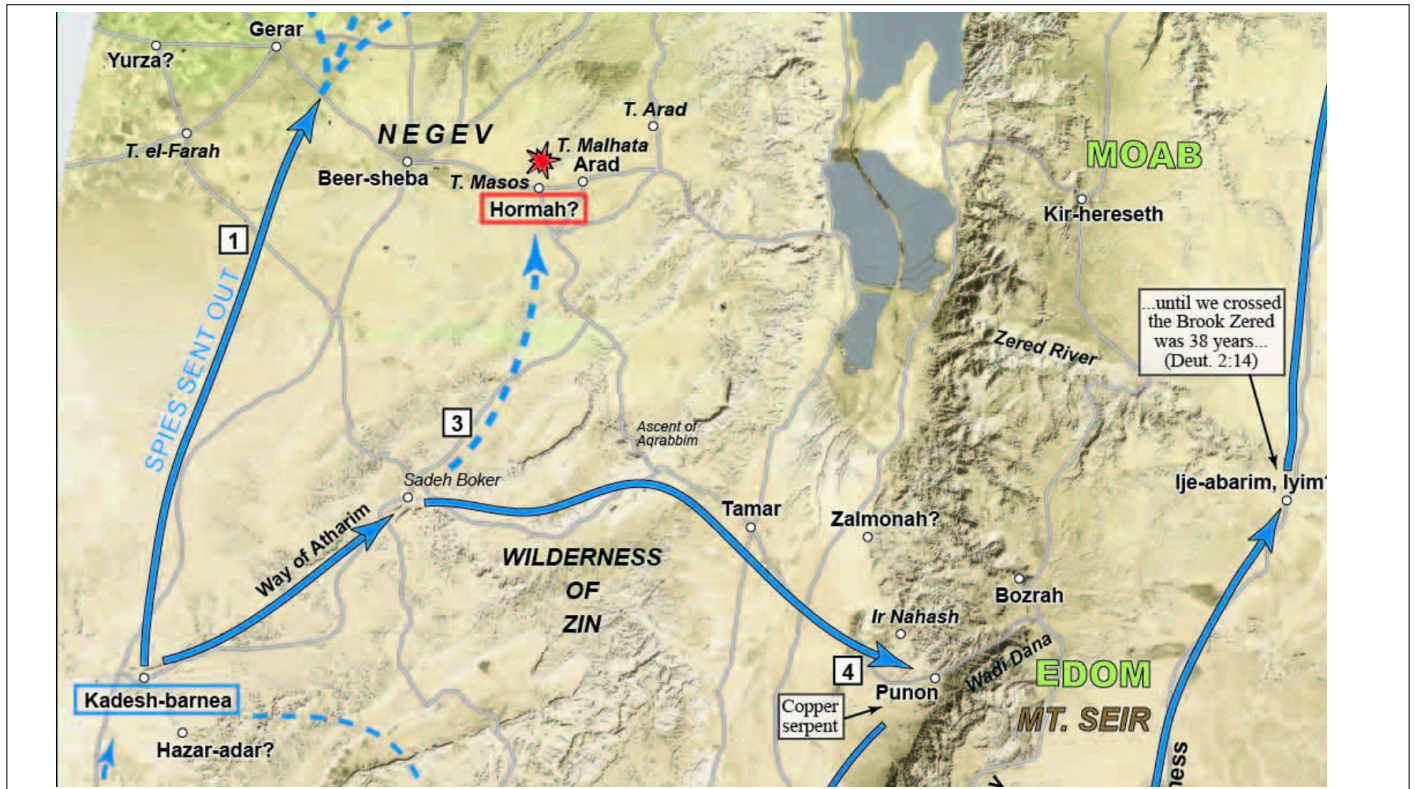 Gerar
Yurza?
T. Arad
NEGEV
T. el-Farah
T. Malhata
MOAB
Beer-sheba
Arad
T. Masos
Hormah?
Kir-hereseth
1
SPIES SENT OUT
...until we crossed
the Brook Zered
was 38 years...
(Deut. 2:14)
Zered River
3
Ascent of
Aqrabbim
Sadeh Boker
Ije-abarim, Iyim?
Tamar
Zalmonah?
Way of Atharim
WILDERNESS
OF
ZIN
Bozrah
Ir Nahash
Wadi Dana
4
EDOM
Kadesh-barnea
Punon
Copper
serpent
MT. SEIR
Hazar-adar?